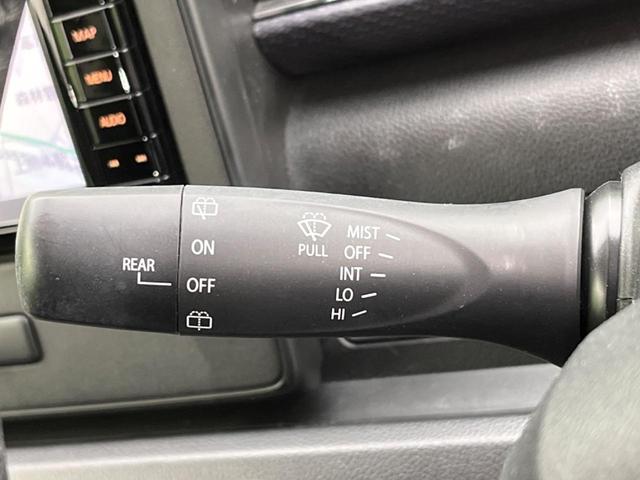 MAP
MENU
AUDIO
REAR
ON
OFF
PULL
MIST
OFF
INT
LO
HI